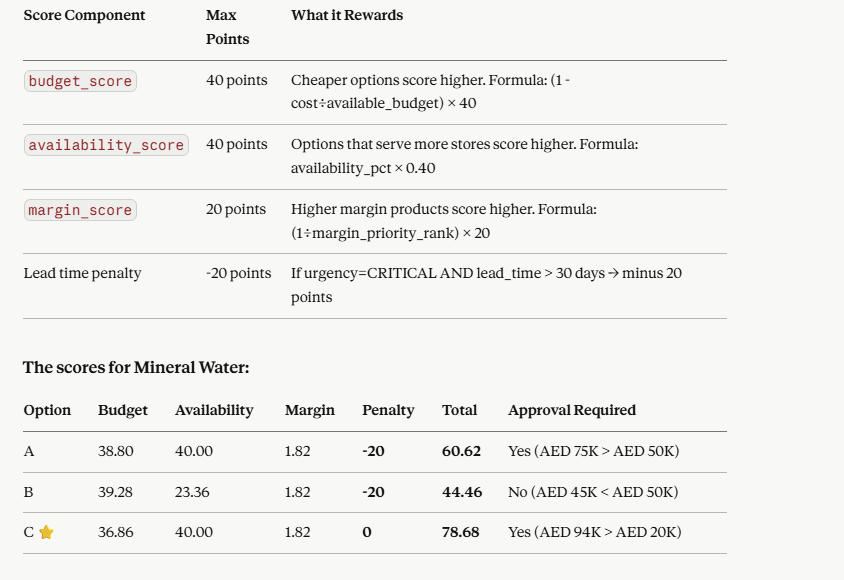 Score Component Max Points What it Rewards
budget_score 40 points Cheaper options score higher. Formula: (1 -
cost÷available_budget) × 40
availability_score 40 points Options that serve more stores score higher. Formula:
availability_pct × 0.40
margin_score 20 points Higher margin products score higher. Formula:
(1÷margin_priority_rank) × 20
Lead time penalty -20 points If urgency=CRITICAL AND lead_time > 30 days → minus 20
points
The scores for Mineral Water:
Option Budget Availability Margin Penalty Total Approval Required
A 38.80 40.00 1.82 -20 60.62 Yes (AED 75K > AED 50K)
B 39.28 23.36 1.82 -20 44.46 No (AED 45K < AED 50K)
C ⭐ 36.86 40.00 1.82 0 78.68 Yes (AED 94K > AED 20K)